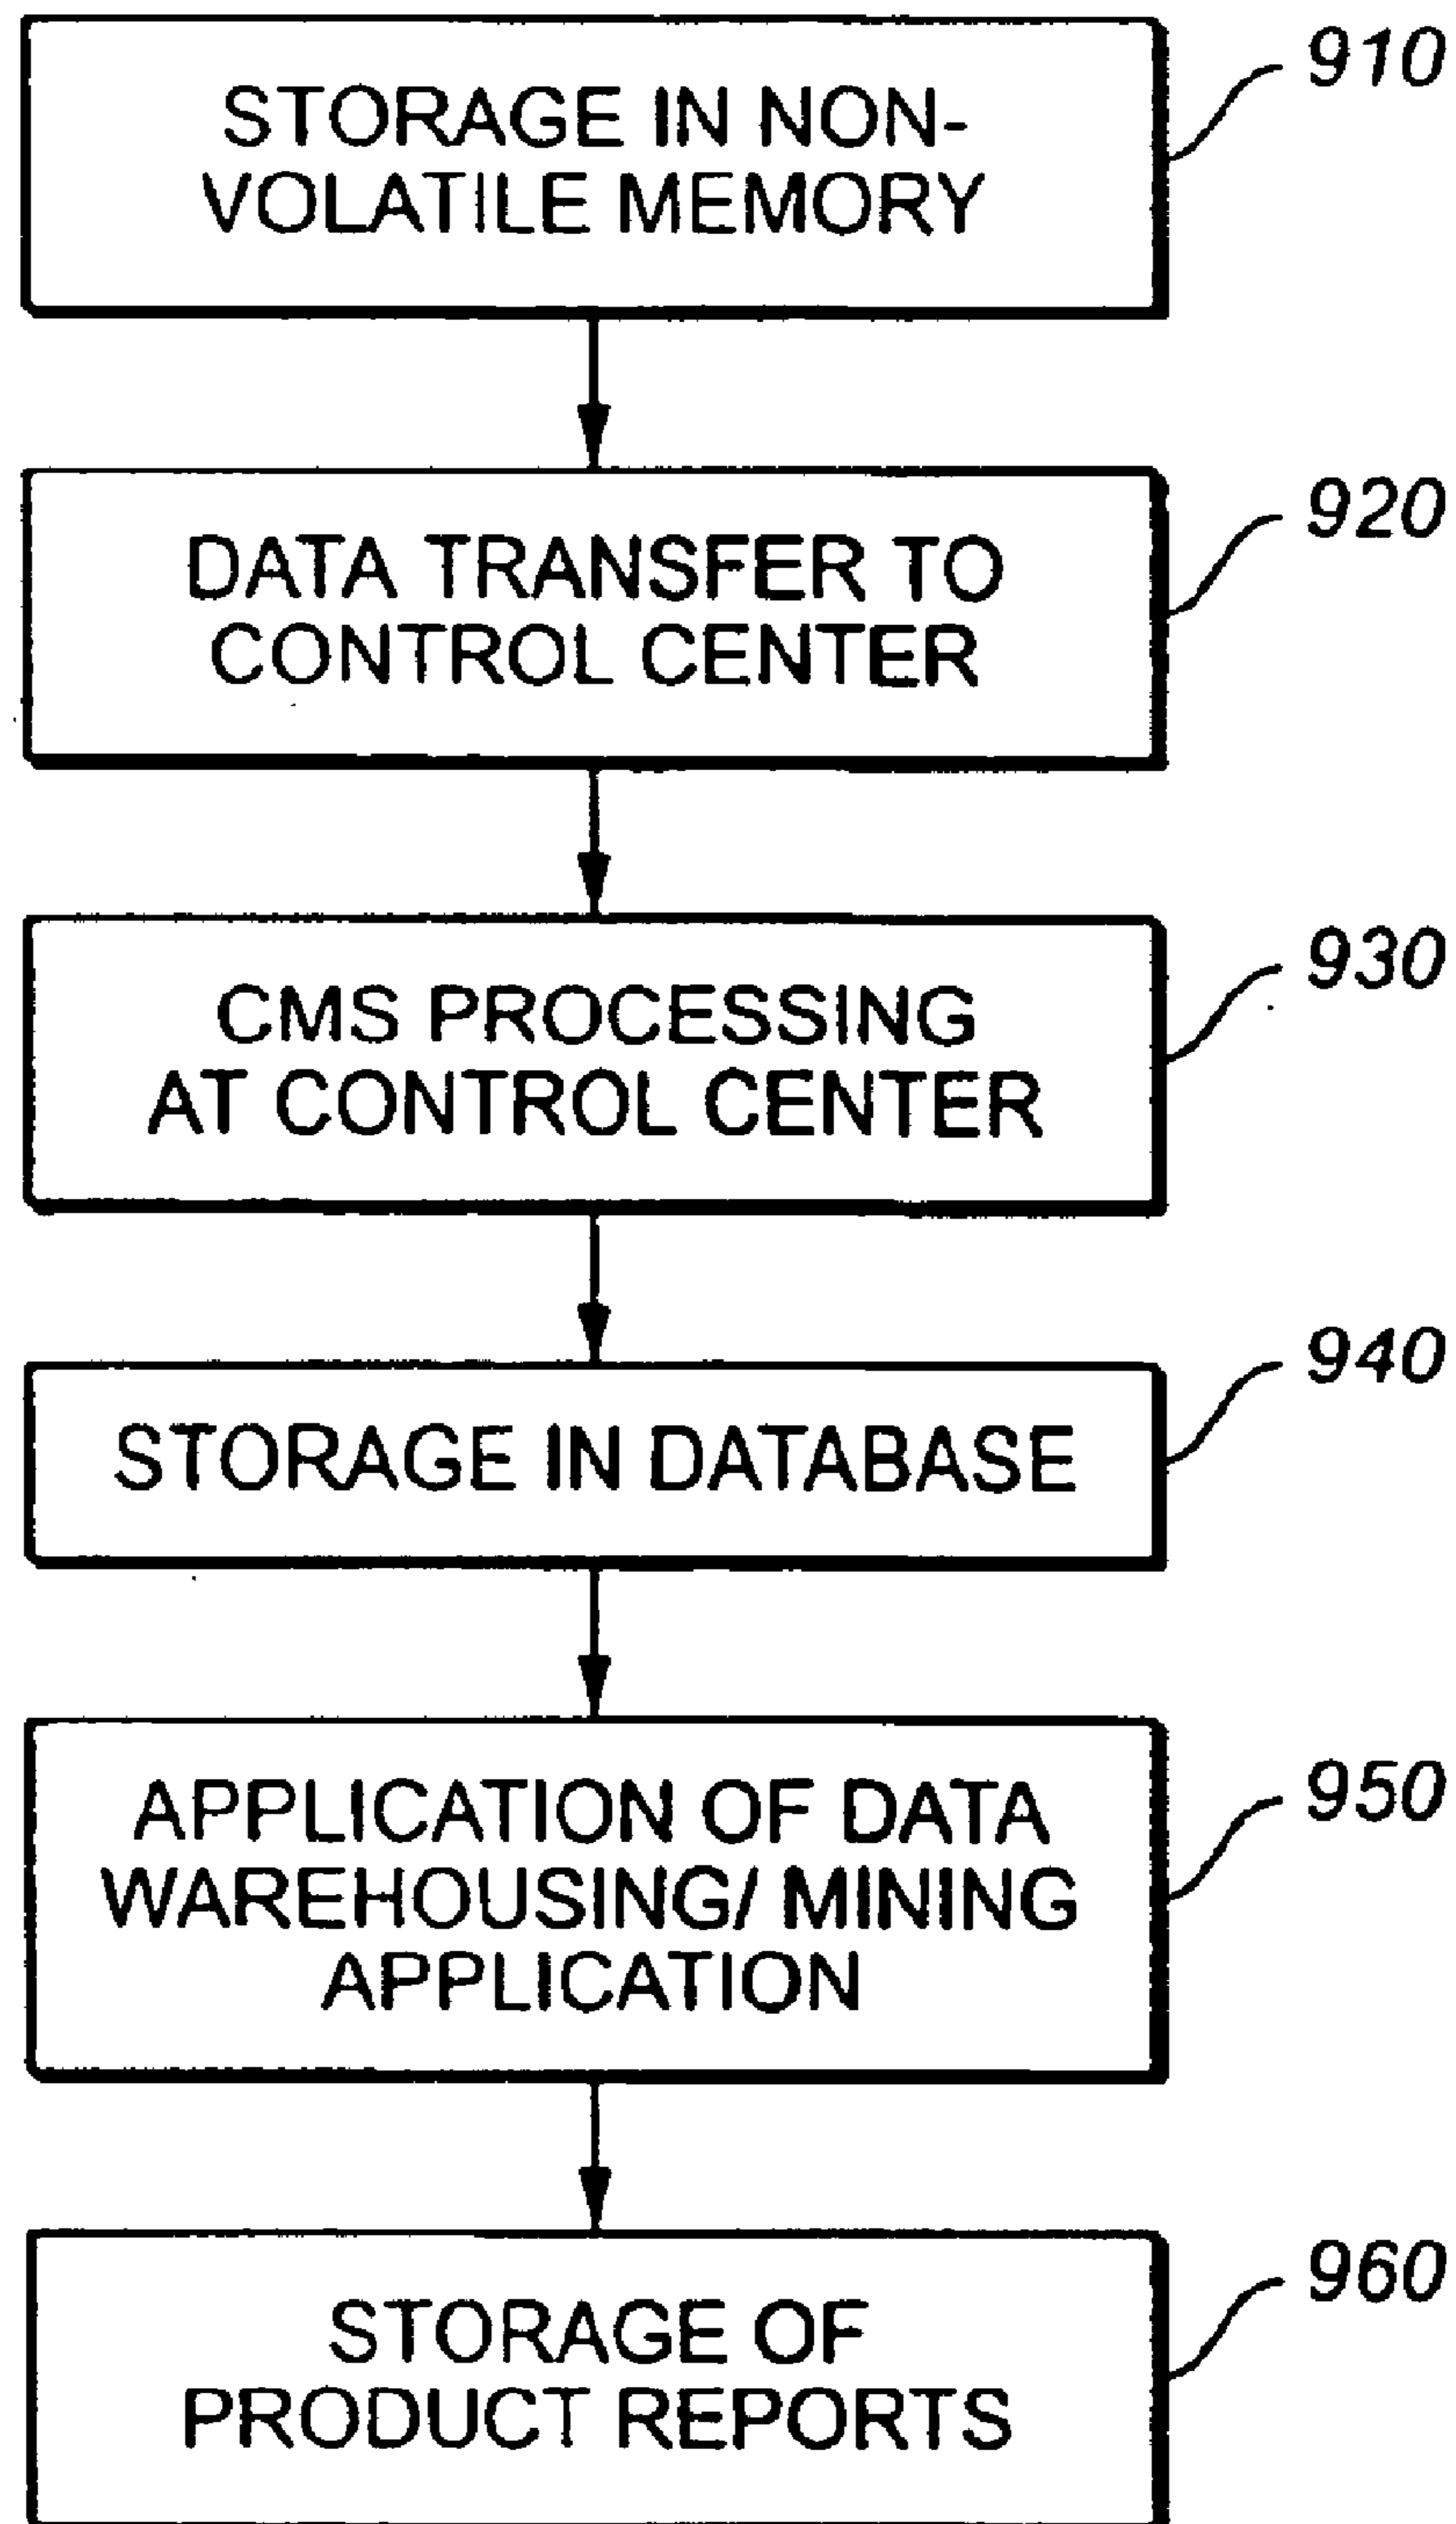 910
STORAGE IN NON-
VOLATILE MEMORY
920
DATA TRANSFER TO
CONTROL CENTER
930
CMS PROCESSING
AT CONTROL CENTER
940
STORAGE IN DATABASE
950
APPLICATION OF DATA
WAREHOUSING/ MINING
APPLICATION
960
STORAGE OF
PRODUCT REPORTS